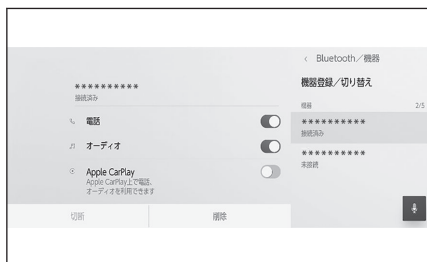 **********
接続済み
電話
オーディオ
Apple CarPlay
Apple CarPlay上で電話、
オーディオを利用できます
切断
削除
< Bluetooth／機器
機器登録／切り替え
機器 2/5
**********
接続済み
**********
未接続